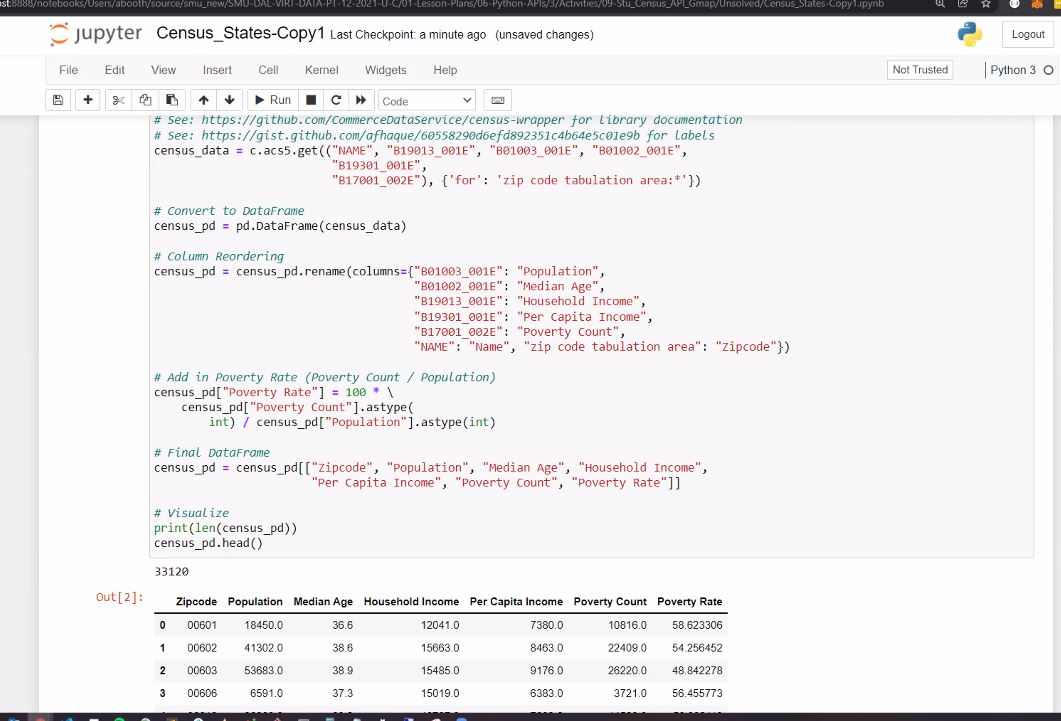 ost:8888/notebooks/Users/abooth/source/smu_new/SMU-DAL-VIRT-DATA-PT-12-2021-U-C/01-Lesson-Plans/06-Python-APIs/3/Activities/09-Stu_Census_API_Gmap/Unsolved/Census_States-Copy1.ipynb
jupyter Census_States-Copy1 Last Checkpoint: a minute ago (unsaved changes) Logout
File Edit View Insert Cell Kernel Widgets Help Not Trusted Python 3
Run Code
# See: https://github.com/CommerceDataService/census-wrapper for library documentation
# See: https://gist.github.com/afhaque/60558290d6efd892351c4b64e5c01e9b for labels
census_data = c.acs5.get(("NAME", "B19013_001E", "B01003_001E", "B01002_001E",
"B19301_001E",
"B17001_002E"), {'for': 'zip code tabulation area:*'})
# Convert to DataFrame
census_pd = pd.DataFrame(census_data)
# Column Reordering
census_pd = census_pd.rename(columns={"B01003_001E": "Population",
"B01002_001E": "Median Age",
"B19013_001E": "Household Income",
"B19301_001E": "Per Capita Income",
"B17001_002E": "Poverty Count",
"NAME": "Name", "zip code tabulation area": "Zipcode"})
# Add in Poverty Rate (Poverty Count / Population)
census_pd["Poverty Rate"] = 100 * \
census_pd["Poverty Count"].astype(
int) / census_pd["Population"].astype(int)
# Final DataFrame
census_pd = census_pd[["Zipcode", "Population", "Median Age", "Household Income",
"Per Capita Income", "Poverty Count", "Poverty Rate"]]
# Visualize
print(len(census_pd))
census_pd.head()
33120
Out[2]:
Zipcode Population Median Age Household Income Per Capita Income Poverty Count Poverty Rate
0 00601 18450.0 36.6 12041.0 7380.0 10816.0 58.623306
1 00602 41302.0 38.6 15663.0 8463.0 22409.0 54.256452
2 00603 53683.0 38.9 15485.0 9176.0 26220.0 48.842278
3 00606 6591.0 37.3 15019.0 6383.0 3721.0 56.455773